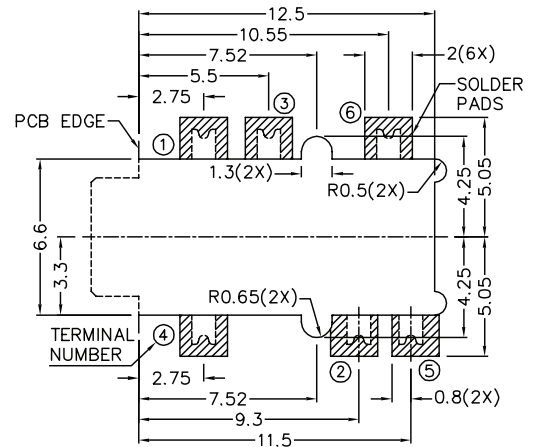 12.5
10.55
7.52
2(6X)
5.5
SOLDER
PADS
2.75
3
6
PCB EDGE
1
1.3(2X)
R0.5(2X)
4.25
5.05
6.6
3.3
4.25
5.05
R0.65(2X)
TERMINAL
NUMBER
4
2
5
2.75
0.8(2X)
7.52
9.3
11.5